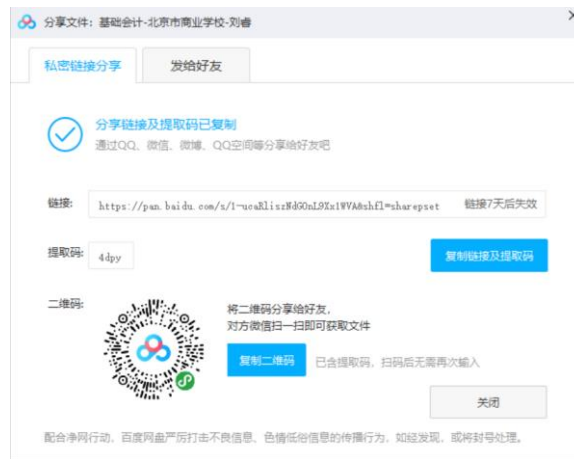 分享文件：基础会计-北京市商业学校-刘睿
×
私密链接分享
发给好友
分享链接及提取码已复制
通过QQ、微信、微博、QQ空间等分享给好友吧
链接:
https://pan.baidu.com/s/1-ucaRliszNdGOnL9Xx1WVA&shfl=sharepset
链接7天后失效
提取码:
4dpy
复制链接及提取码
二维码:
将二维码分享给好友，
对方微信扫一扫即可获取文件
复制二维码
已含提取码，扫码后无需再次输入
关闭
配合净网行动，百度网盘严厉打击不良信息、色情低俗信息的传播行为，如经发现，或将封号处理。